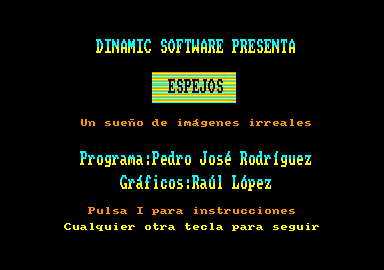 DINAMIC SOFTWARE PRESENTA
ESPEJOS
Un sueño de imágenes irreales
Programa:Pedro José Rodríguez
Gráficos:Raúl López
Pulsa I para instrucciones
Cualquier otra tecla para seguir